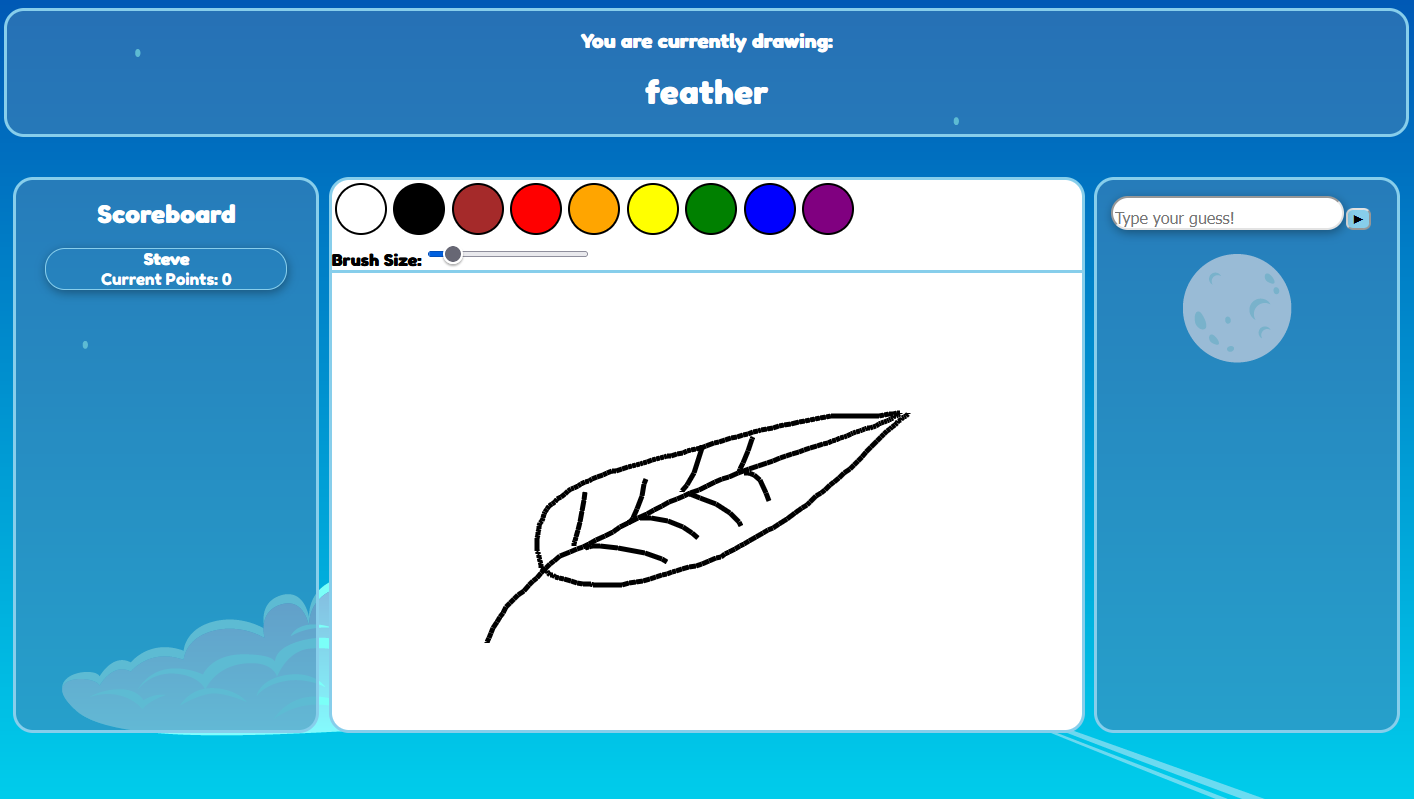 You are currently drawing:
feather
Scoreboard
Steve
Current Points: 0
Brush Size:
Type your guess!